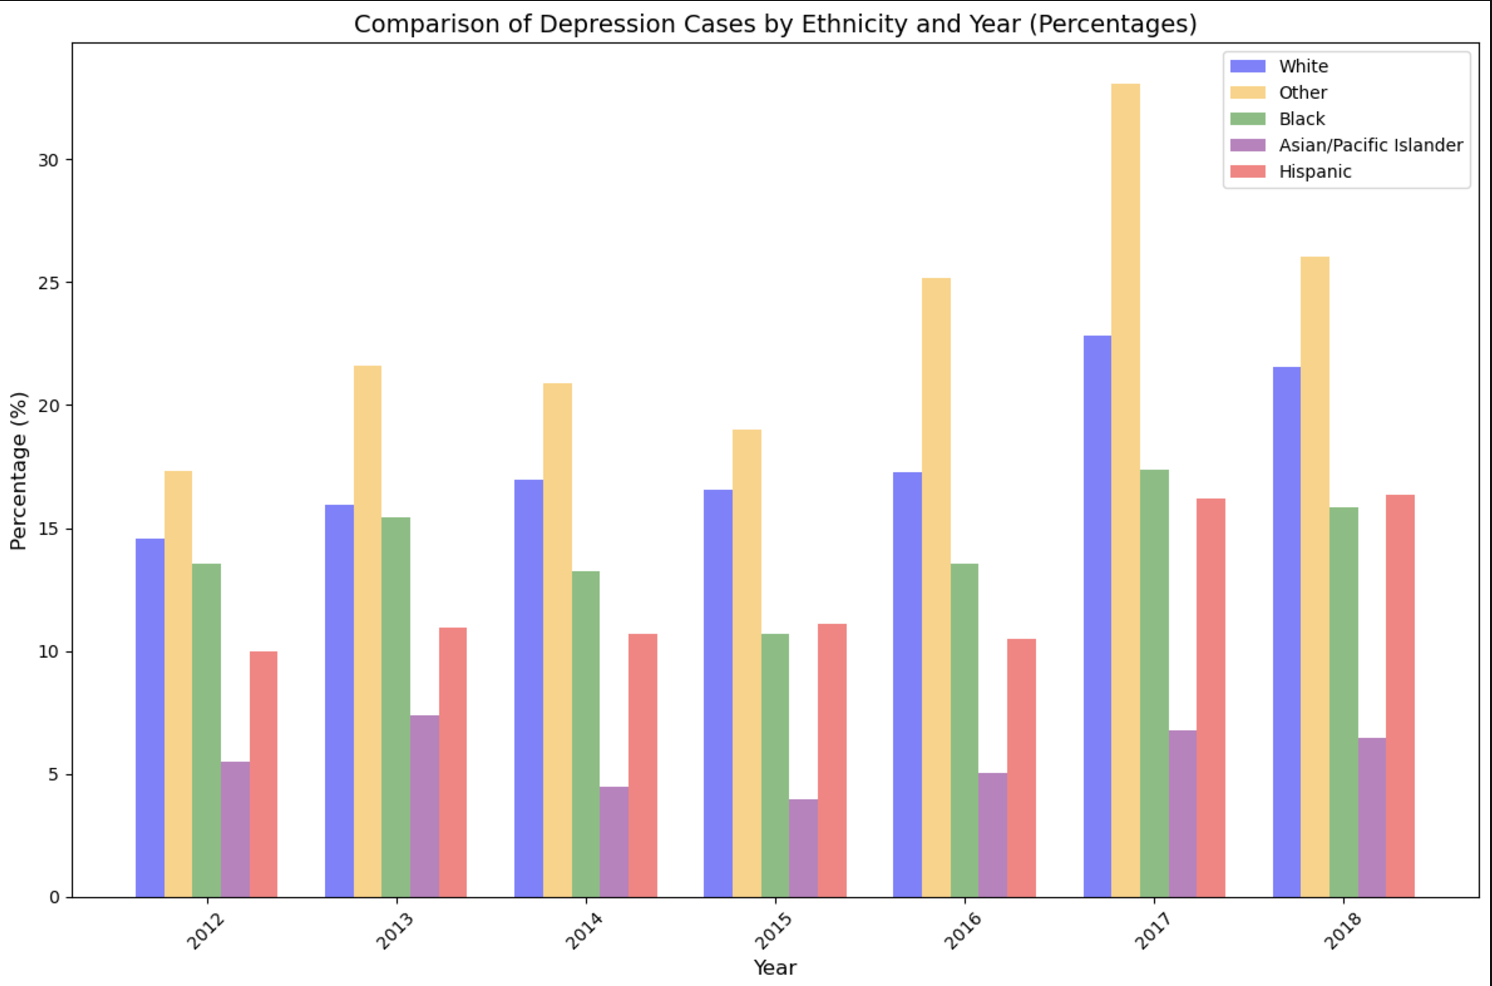 Comparison of Depression Cases by Ethnicity and Year (Percentages)
White
Other
Black
Asian/Pacific Islander
Hispanic
Percentage (%)
30
25
20
15
10
5
0
2012
2013
2014
2015
2016
2017
2018
Year